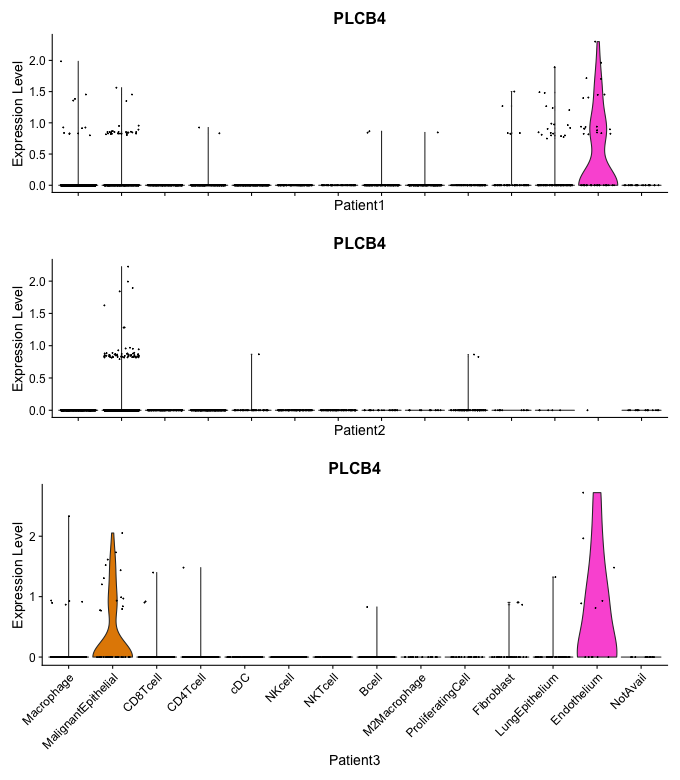 PLCB4
Expression Level
2.0
1.5
1.0
0.5
0.0
Patient1
PLCB4
Expression Level
2.0
1.5
1.0
0.5
0.0
Patient2
PLCB4
Expression Level
2
1
0
Macrophage
MalignantEpithelial
CD8Tcell
CD4Tcell
cDC
NKcell
NKTcell
Bcell
M2Macrophage
ProliferatingCell
Fibroblast
LungEpithelium
Endothelium
NotAvail
Patient3